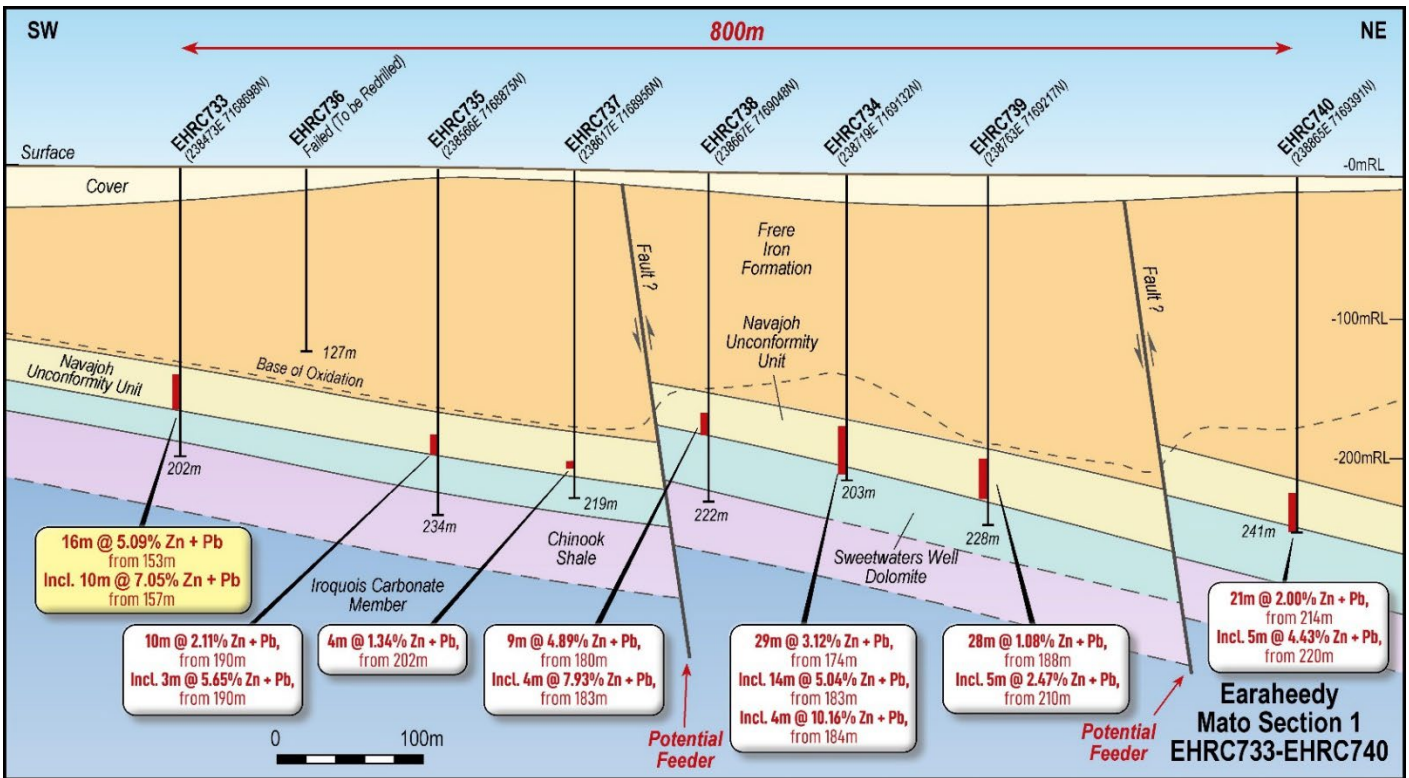 SW
800m
NE
EHRC733
(238473E 7168698N)
EHRC736
Failed (To be Redrilled)
EHRC735
(238566E 7168875N)
EHRC737
(238617E 7168956N)
EHRC738
(238667E 7169048N)
EHRC734
(238719E 7169132N)
EHRC739
(238763E 7169217N)
EHRC740
(238865E 7169391N)
Surface
-0mRL
Cover
Frere
Iron
Formation
Fault ?
Fault ?
-100mRL
Navajoh
Unconformity
Unit
127m
Base of Oxidation
Navajoh
Unconformity Unit
-200mRL
202m
234m
219m
222m
203m
228m
241m
Chinook
Shale
Sweetwaters Well
Dolomite
Iroquois Carbonate
Member
16m @ 5.09% Zn + Pb
from 153m
Incl. 10m @ 7.05% Zn + Pb
from 157m
10m @ 2.11% Zn + Pb,
from 190m
Incl. 3m @ 5.65% Zn + Pb,
from 190m
4m @ 1.34% Zn + Pb,
from 202m
9m @ 4.89% Zn + Pb,
from 180m
Incl. 4m @ 7.93% Zn + Pb,
from 183m
29m @ 3.12% Zn + Pb,
from 174m
Incl. 14m @ 5.04% Zn + Pb,
from 183m
Incl. 4m @ 10.16% Zn + Pb,
from 184m
28m @ 1.08% Zn + Pb,
from 188m
Incl. 5m @ 2.47% Zn + Pb,
from 210m
21m @ 2.00% Zn + Pb,
from 214m
Incl. 5m @ 4.43% Zn + Pb,
from 220m
0
100m
Potential
Feeder
Potential
Feeder
Earaheedy
Mato Section 1
EHRC733-EHRC740